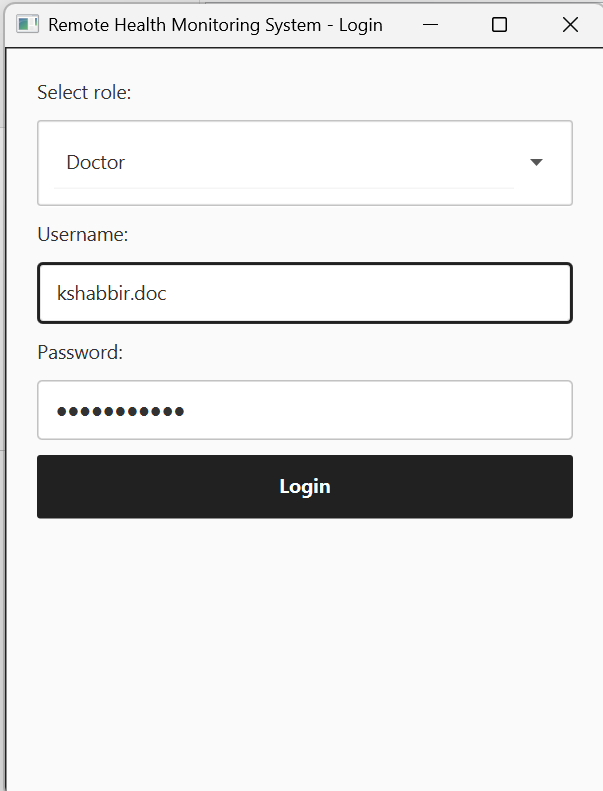 Remote Health Monitoring System - Login
Select role:
Doctor
Username:
kshabbir.doc
Password:
●●●●●●●●●●●
Login